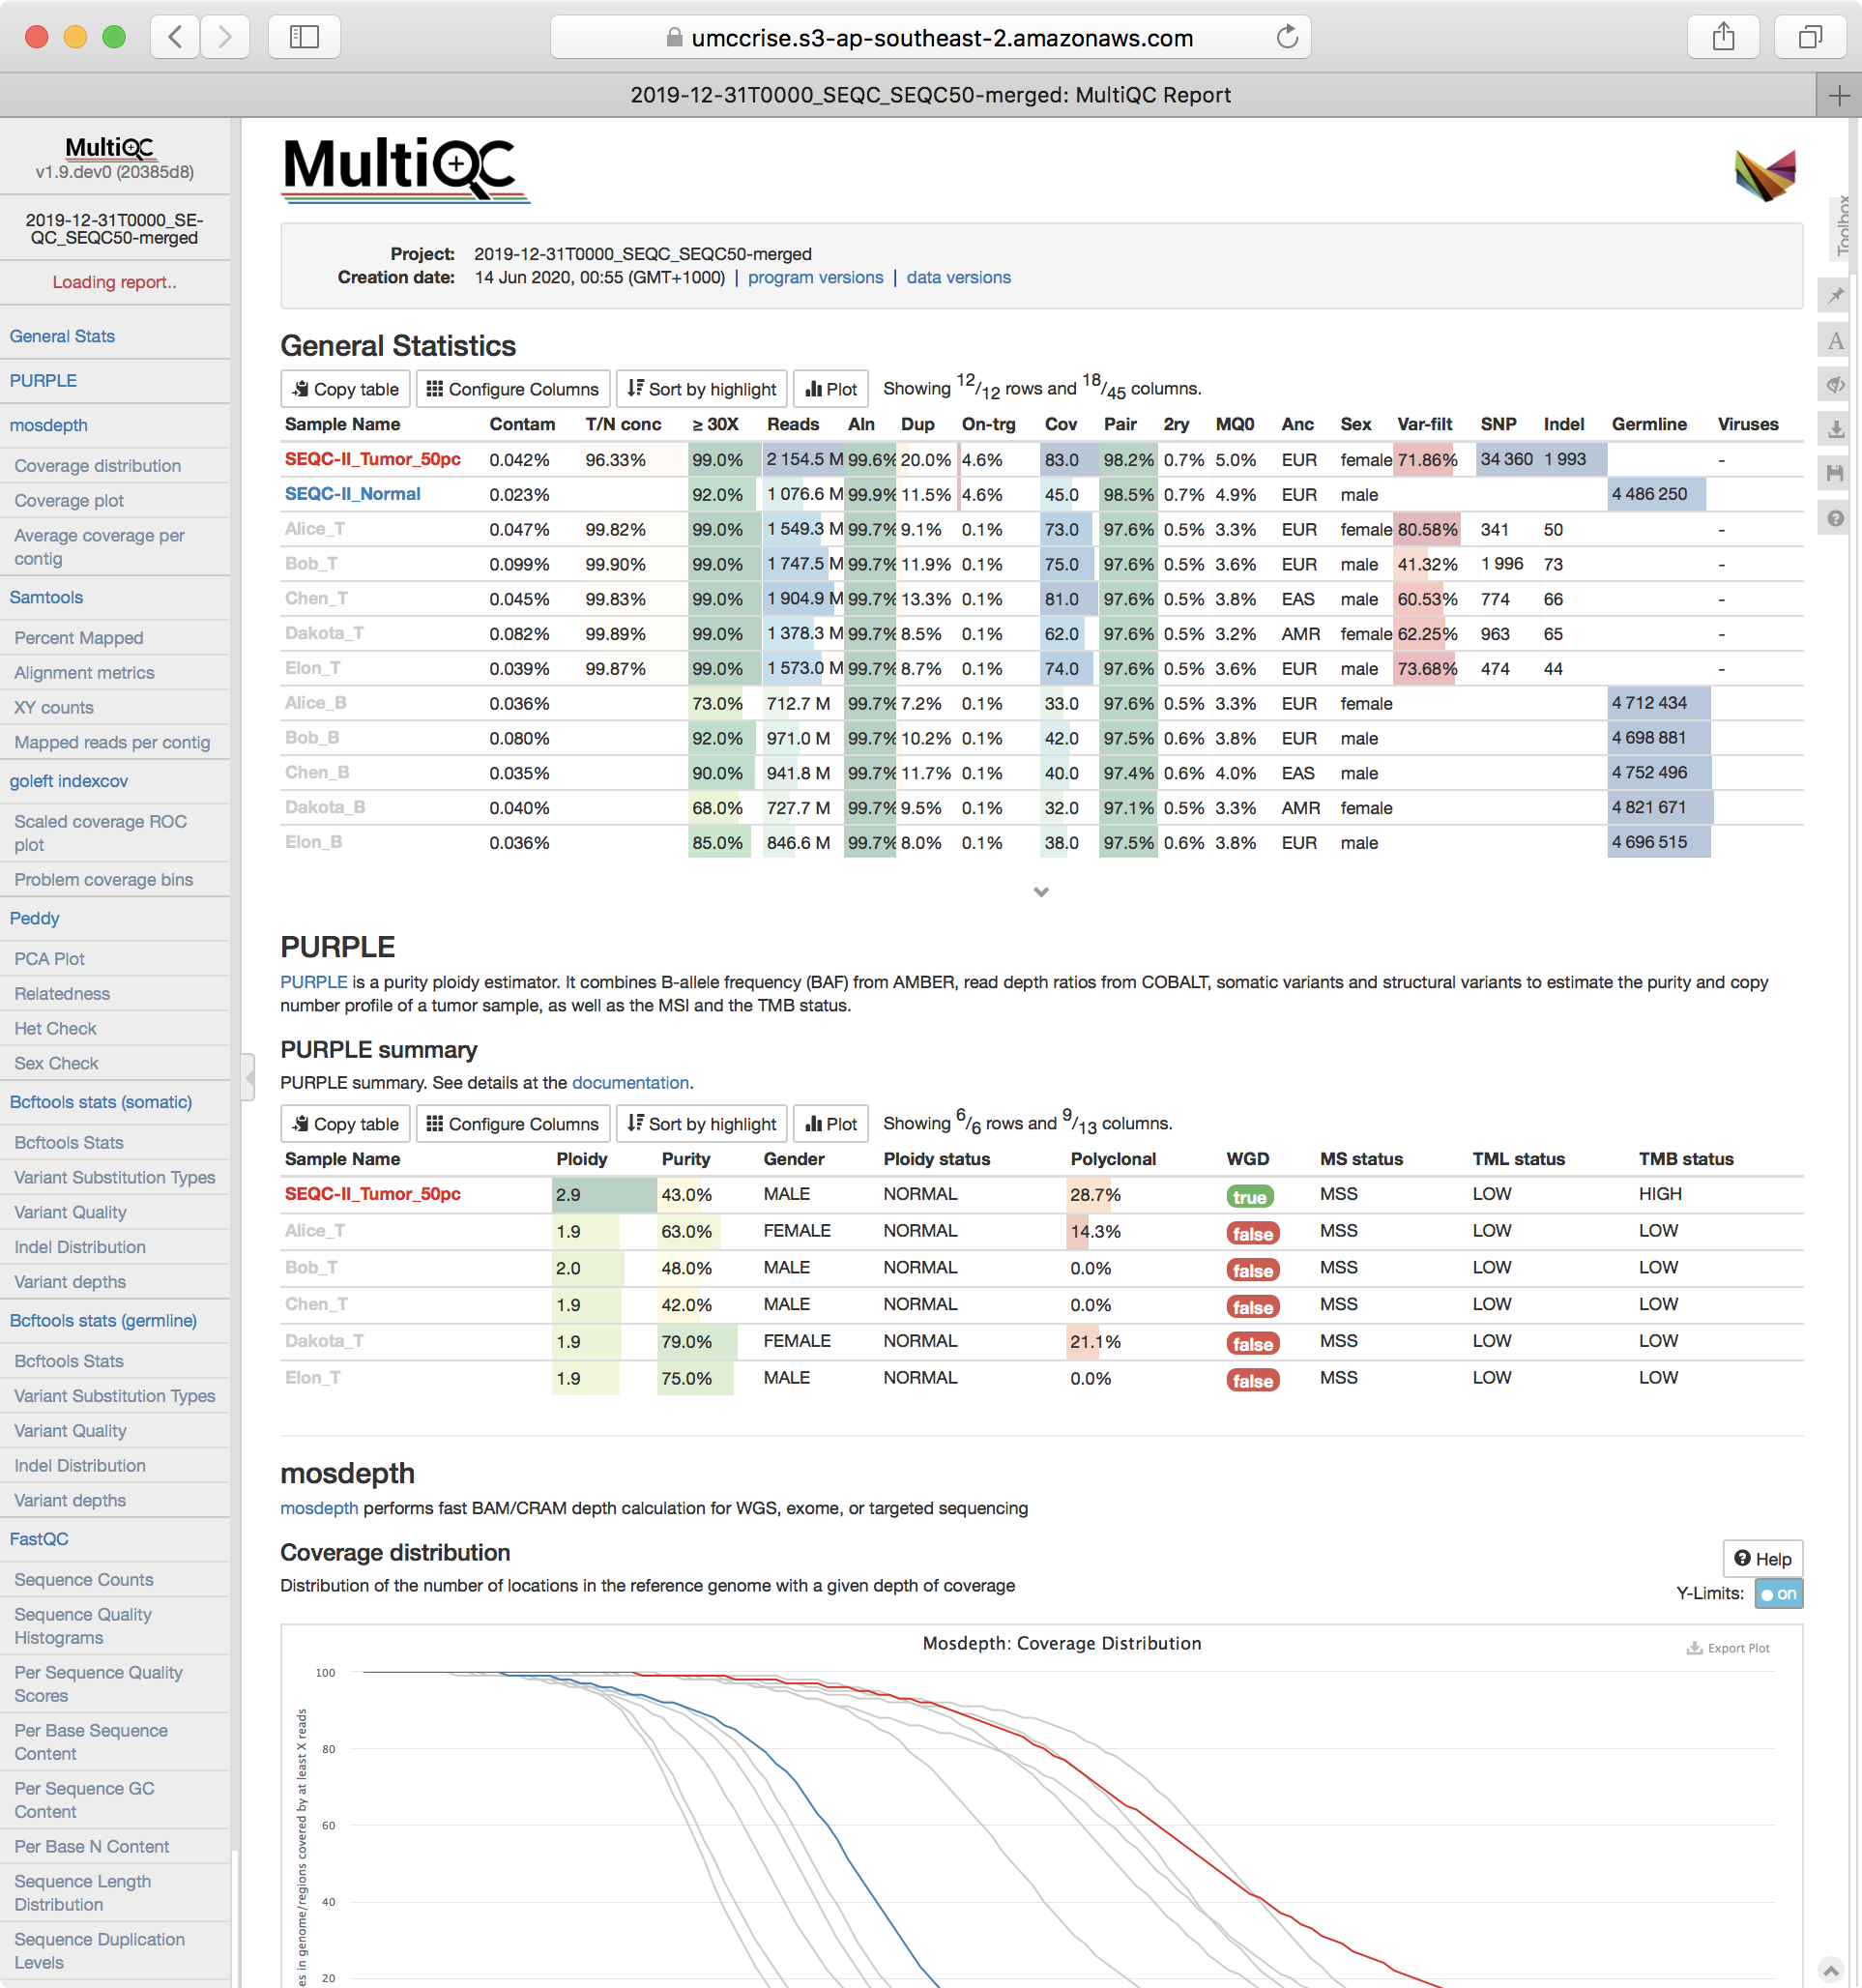 umccrise.s3-ap-southeast-2.amazonaws.com
2019-12-31T0000_SEQC_SEQC50-merged: MultiQC Report
MultiQC
v1.9.dev0 (20385d8)
2019-12-31T0000_SE-
QC_SEQC50-merged
Loading report..
General Stats
PURPLE
mosdepth
Coverage distribution
Coverage plot
Average coverage per
contig
Samtools
Percent Mapped
Alignment metrics
XY counts
Mapped reads per contig
goleft indexcov
Scaled coverage ROC
plot
Problem coverage bins
Peddy
PCA Plot
Relatedness
Het Check
Sex Check
Bcftools stats (somatic)
Bcftools Stats
Variant Substitution Types
Variant Quality
Indel Distribution
Variant depths
Bcftools stats (germline)
Bcftools Stats
Variant Substitution Types
Variant Quality
Indel Distribution
Variant depths
FastQC
Sequence Counts
Sequence Quality
Histograms
Per Sequence Quality
Scores
Per Base Sequence
Content
Per Sequence GC
Content
Per Base N Content
Sequence Length
Distribution
Sequence Duplication
Levels
MultiQC
Toolbox
A
Project: 2019-12-31T0000_SEQC_SEQC50-merged
Creation date: 14 Jun 2020, 00:55 (GMT+1000) | program versions | data versions
General Statistics
Copy table Configure Columns Sort by highlight Plot Showing 12/12 rows and 18/45 columns.
Sample Name Contam T/N conc ≥ 30X Reads Aln Dup On-trg Cov Pair 2ry MQ0 Anc Sex Var-filt SNP Indel Germline Viruses
SEQC-II_Tumor_50pc 0.042% 96.33% 99.0% 2 154.5 M 99.6% 20.0% 4.6% 83.0 98.2% 0.7% 5.0% EUR female 71.86% 34 360 1 993 -
SEQC-II_Normal 0.023% 92.0% 1 076.6 M 99.9% 11.5% 4.6% 45.0 98.5% 0.7% 4.9% EUR male 4 486 250
Alice_T 0.047% 99.82% 99.0% 1 549.3 M 99.7% 9.1% 0.1% 73.0 97.6% 0.5% 3.3% EUR female 80.58% 341 50 -
Bob_T 0.099% 99.90% 99.0% 1 747.5 M 99.7% 11.9% 0.1% 75.0 97.6% 0.5% 3.6% EUR male 41.32% 1 996 73 -
Chen_T 0.045% 99.83% 99.0% 1 904.9 M 99.7% 13.3% 0.1% 81.0 97.6% 0.5% 3.8% EAS male 60.53% 774 66 -
Dakota_T 0.082% 99.89% 99.0% 1 378.3 M 99.7% 8.5% 0.1% 62.0 97.6% 0.5% 3.2% AMR female 62.25% 963 65 -
Elon_T 0.039% 99.87% 99.0% 1 573.0 M 99.7% 8.7% 0.1% 74.0 97.6% 0.5% 3.6% EUR male 73.68% 474 44 -
Alice_B 0.036% 73.0% 712.7 M 99.7% 7.2% 0.1% 33.0 97.6% 0.5% 3.3% EUR female 4 712 434
Bob_B 0.080% 92.0% 971.0 M 99.7% 10.2% 0.1% 42.0 97.5% 0.6% 3.8% EUR male 4 698 881
Chen_B 0.035% 90.0% 941.8 M 99.7% 11.7% 0.1% 40.0 97.4% 0.6% 4.0% EAS male 4 752 496
Dakota_B 0.040% 68.0% 727.7 M 99.7% 9.5% 0.1% 32.0 97.1% 0.5% 3.3% AMR female 4 821 671
Elon_B 0.036% 85.0% 846.6 M 99.7% 8.0% 0.1% 38.0 97.5% 0.6% 3.8% EUR male 4 696 515
PURPLE
PURPLE is a purity ploidy estimator. It combines B-allele frequency (BAF) from AMBER, read depth ratios from COBALT, somatic variants and structural variants to estimate the purity and copy
number profile of a tumor sample, as well as the MSI and the TMB status.
PURPLE summary
PURPLE summary. See details at the documentation.
Copy table Configure Columns Sort by highlight Plot Showing 6/6 rows and 9/13 columns.
Sample Name Ploidy Purity Gender Ploidy status Polyclonal WGD MS status TML status TMB status
SEQC-II_Tumor_50pc 2.9 43.0% MALE NORMAL 28.7% true MSS LOW HIGH
Alice_T 1.9 63.0% FEMALE NORMAL 14.3% false MSS LOW LOW
Bob_T 2.0 48.0% MALE NORMAL 0.0% false MSS LOW LOW
Chen_T 1.9 42.0% MALE NORMAL 0.0% false MSS LOW LOW
Dakota_T 1.9 79.0% FEMALE NORMAL 21.1% false MSS LOW LOW
Elon_T 1.9 75.0% MALE NORMAL 0.0% false MSS LOW LOW
mosdepth
mosdepth performs fast BAM/CRAM depth calculation for WGS, exome, or targeted sequencing
Coverage distribution
Help
Distribution of the number of locations in the reference genome with a given depth of coverage
Y-Limits: on
Mosdepth: Coverage Distribution
Export Plot
100
80
60
40
20
es in genome/regions covered by at least X reads